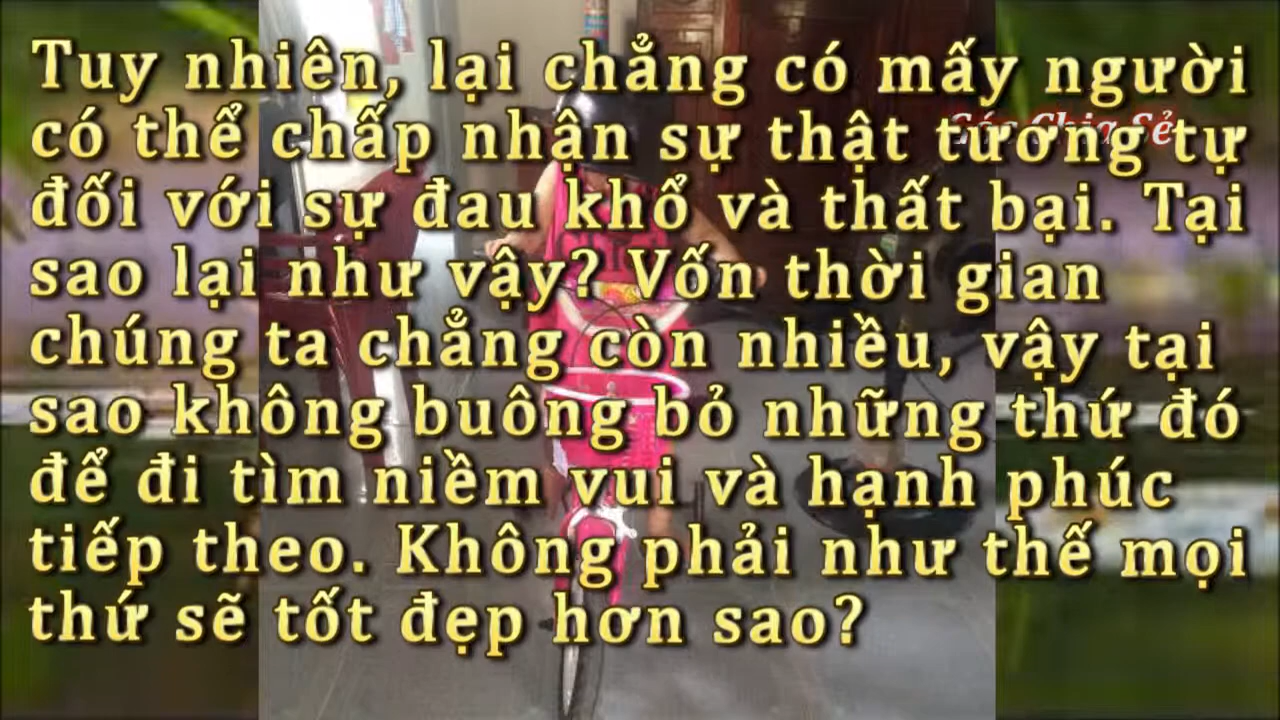 Tuy nhiên, lại chẳng có mấy người
có thể chấp nhận sự thật tương tự
đối với sự đau khổ và thất bại. Tại
sao lại như vậy? Vốn thời gian
chúng ta chẳng còn nhiều, vậy tại
sao không buông bỏ những thứ đó
để đi tìm niềm vui và hạnh phúc
tiếp theo. Không phải như thế mọi
thứ sẽ tốt đẹp hơn sao?
Góc Chia Sẻ